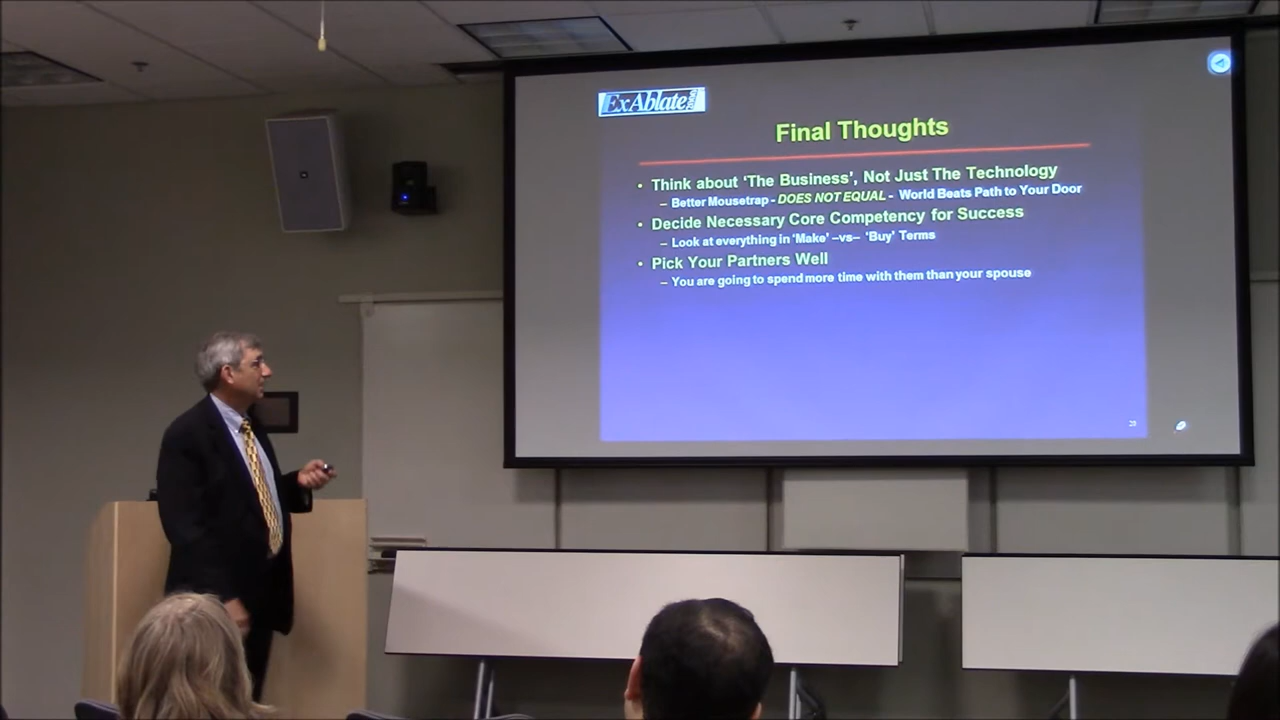 ExAblate 2000
Final Thoughts
• Think about ‘The Business’, Not Just The Technology
– Better Mousetrap - DOES NOT EQUAL - World Beats Path to Your Door
• Decide Necessary Core Competency for Success
– Look at everything in ‘Make’ –vs– ‘Buy’ Terms
• Pick Your Partners Well
– You are going to spend more time with them than your spouse